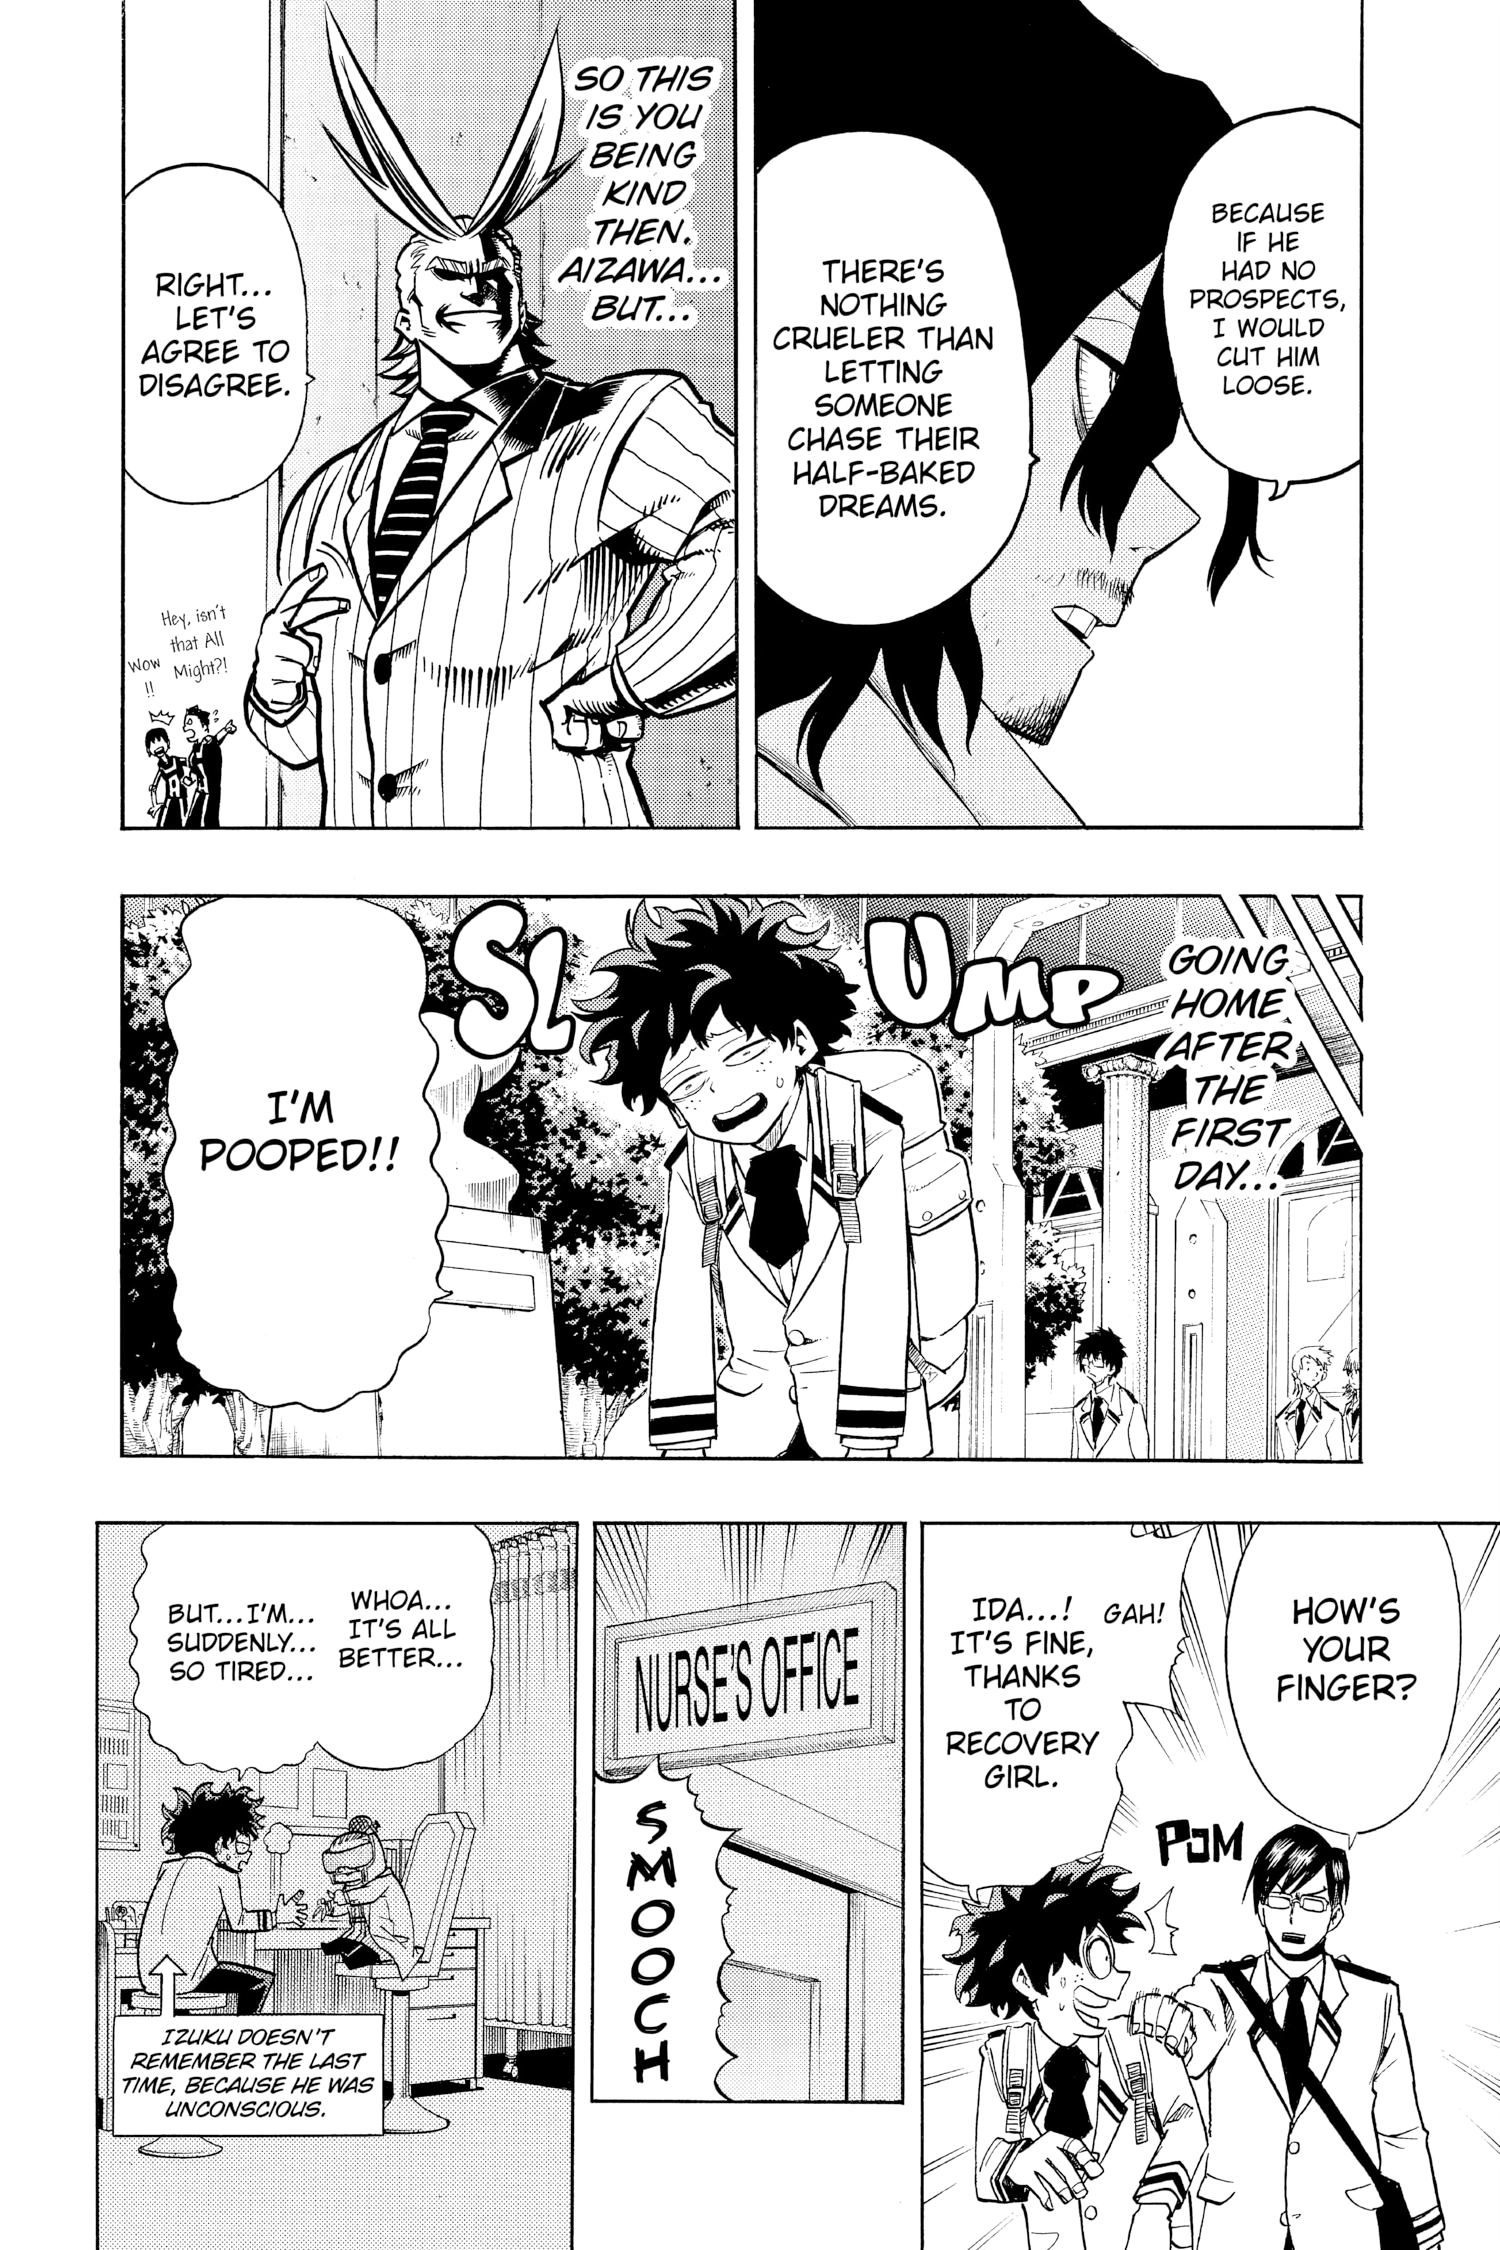 BECAUSE
IF HE
HAD NO
PROSPECTS,
I WOULD
CUT HIM
LOOSE.
THERE'S
NOTHING
CRUELER THAN
LETTING
SOMEONE
CHASE THEIR
HALF-BAKED
DREAMS.
SO THIS
IS YOU
BEING
KIND
THEN.
AIZAWA...
BUT...
RIGHT...
LET'S
AGREE TO
DISAGREE.
Hey, isn't
that All
Might?!
Wow
!!
GOING
HOME
AFTER
THE
FIRST
DAY...
SLUMP
I'M
POOPED!!
HOW'S
YOUR
FINGER?
POM
GAH!
IDA...!
IT'S FINE,
THANKS
TO
RECOVERY
GIRL.
NURSE'S OFFICE
SMOOCH
WHOA...
IT'S ALL
BETTER...
BUT...I'M...
SUDDENLY...
SO TIRED...
IZUKU DOESN'T
REMEMBER THE LAST
TIME, BECAUSE HE WAS
UNCONSCIOUS.